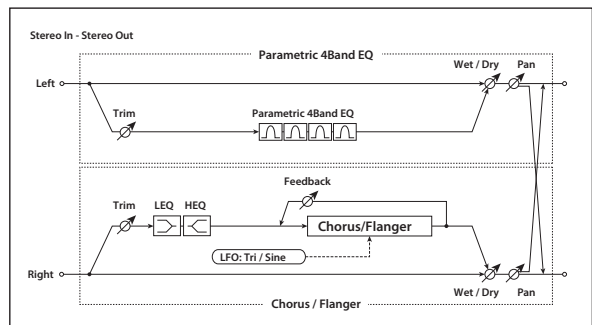 Stereo In - Stereo Out
Parametric 4Band EQ
Wet / Dry
Pan
Left
Trim
Parametric 4Band EQ
Feedback
Trim
LEQ
HEQ
Chorus/Flanger
LFO: Tri / Sine
Right
Wet / Dry
Pan
Chorus / Flanger